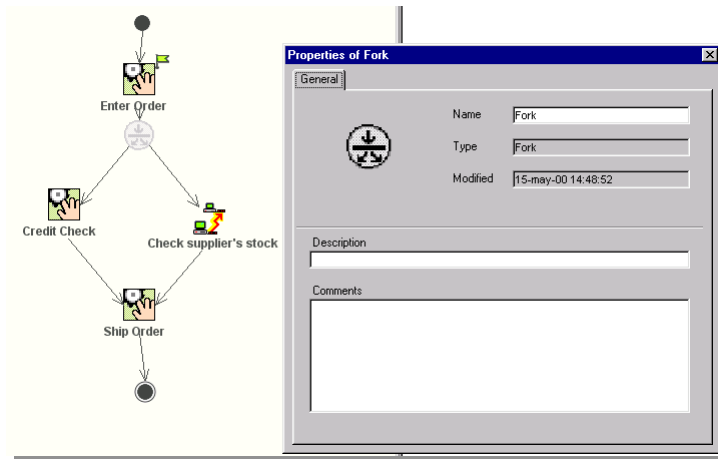 Enter Order
Credit Check
Check supplier's stock
Ship Order
Properties of Fork
General
Name Fork
Type Fork
Modified 15-may-00 14:48:52
Description
Comments